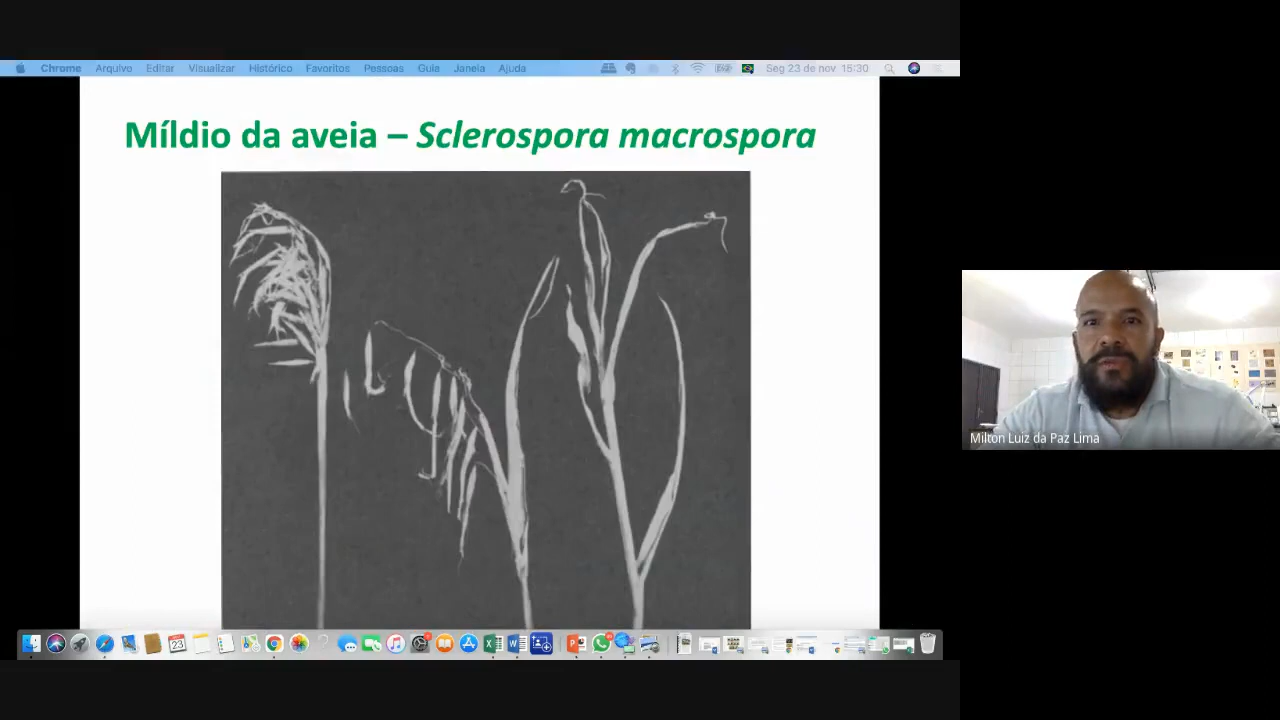 Chrome Arquivo Editar Visualizar Histórico Favoritos Pessoas Guia Janela Ajuda Seg 23 de nov 15:30
Míldio da aveia – Sclerospora macrospora
Milton Luiz da Paz Lima
23